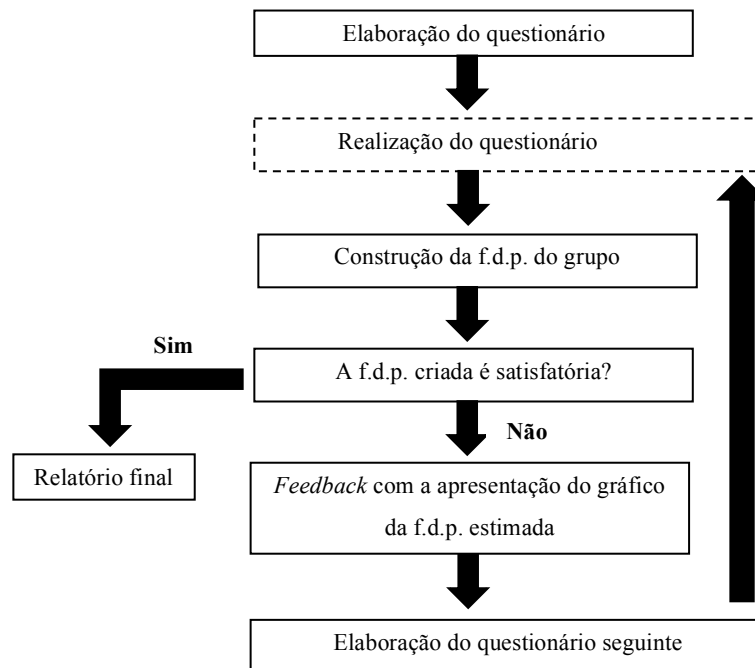 Elaboração do questionário
Realização do questionário
Construção da f.d.p. do grupo
Sim
A f.d.p. criada é satisfatória?
Não
Relatório final
Feedback com a apresentação do gráfico
da f.d.p. estimada
Elaboração do questionário seguinte